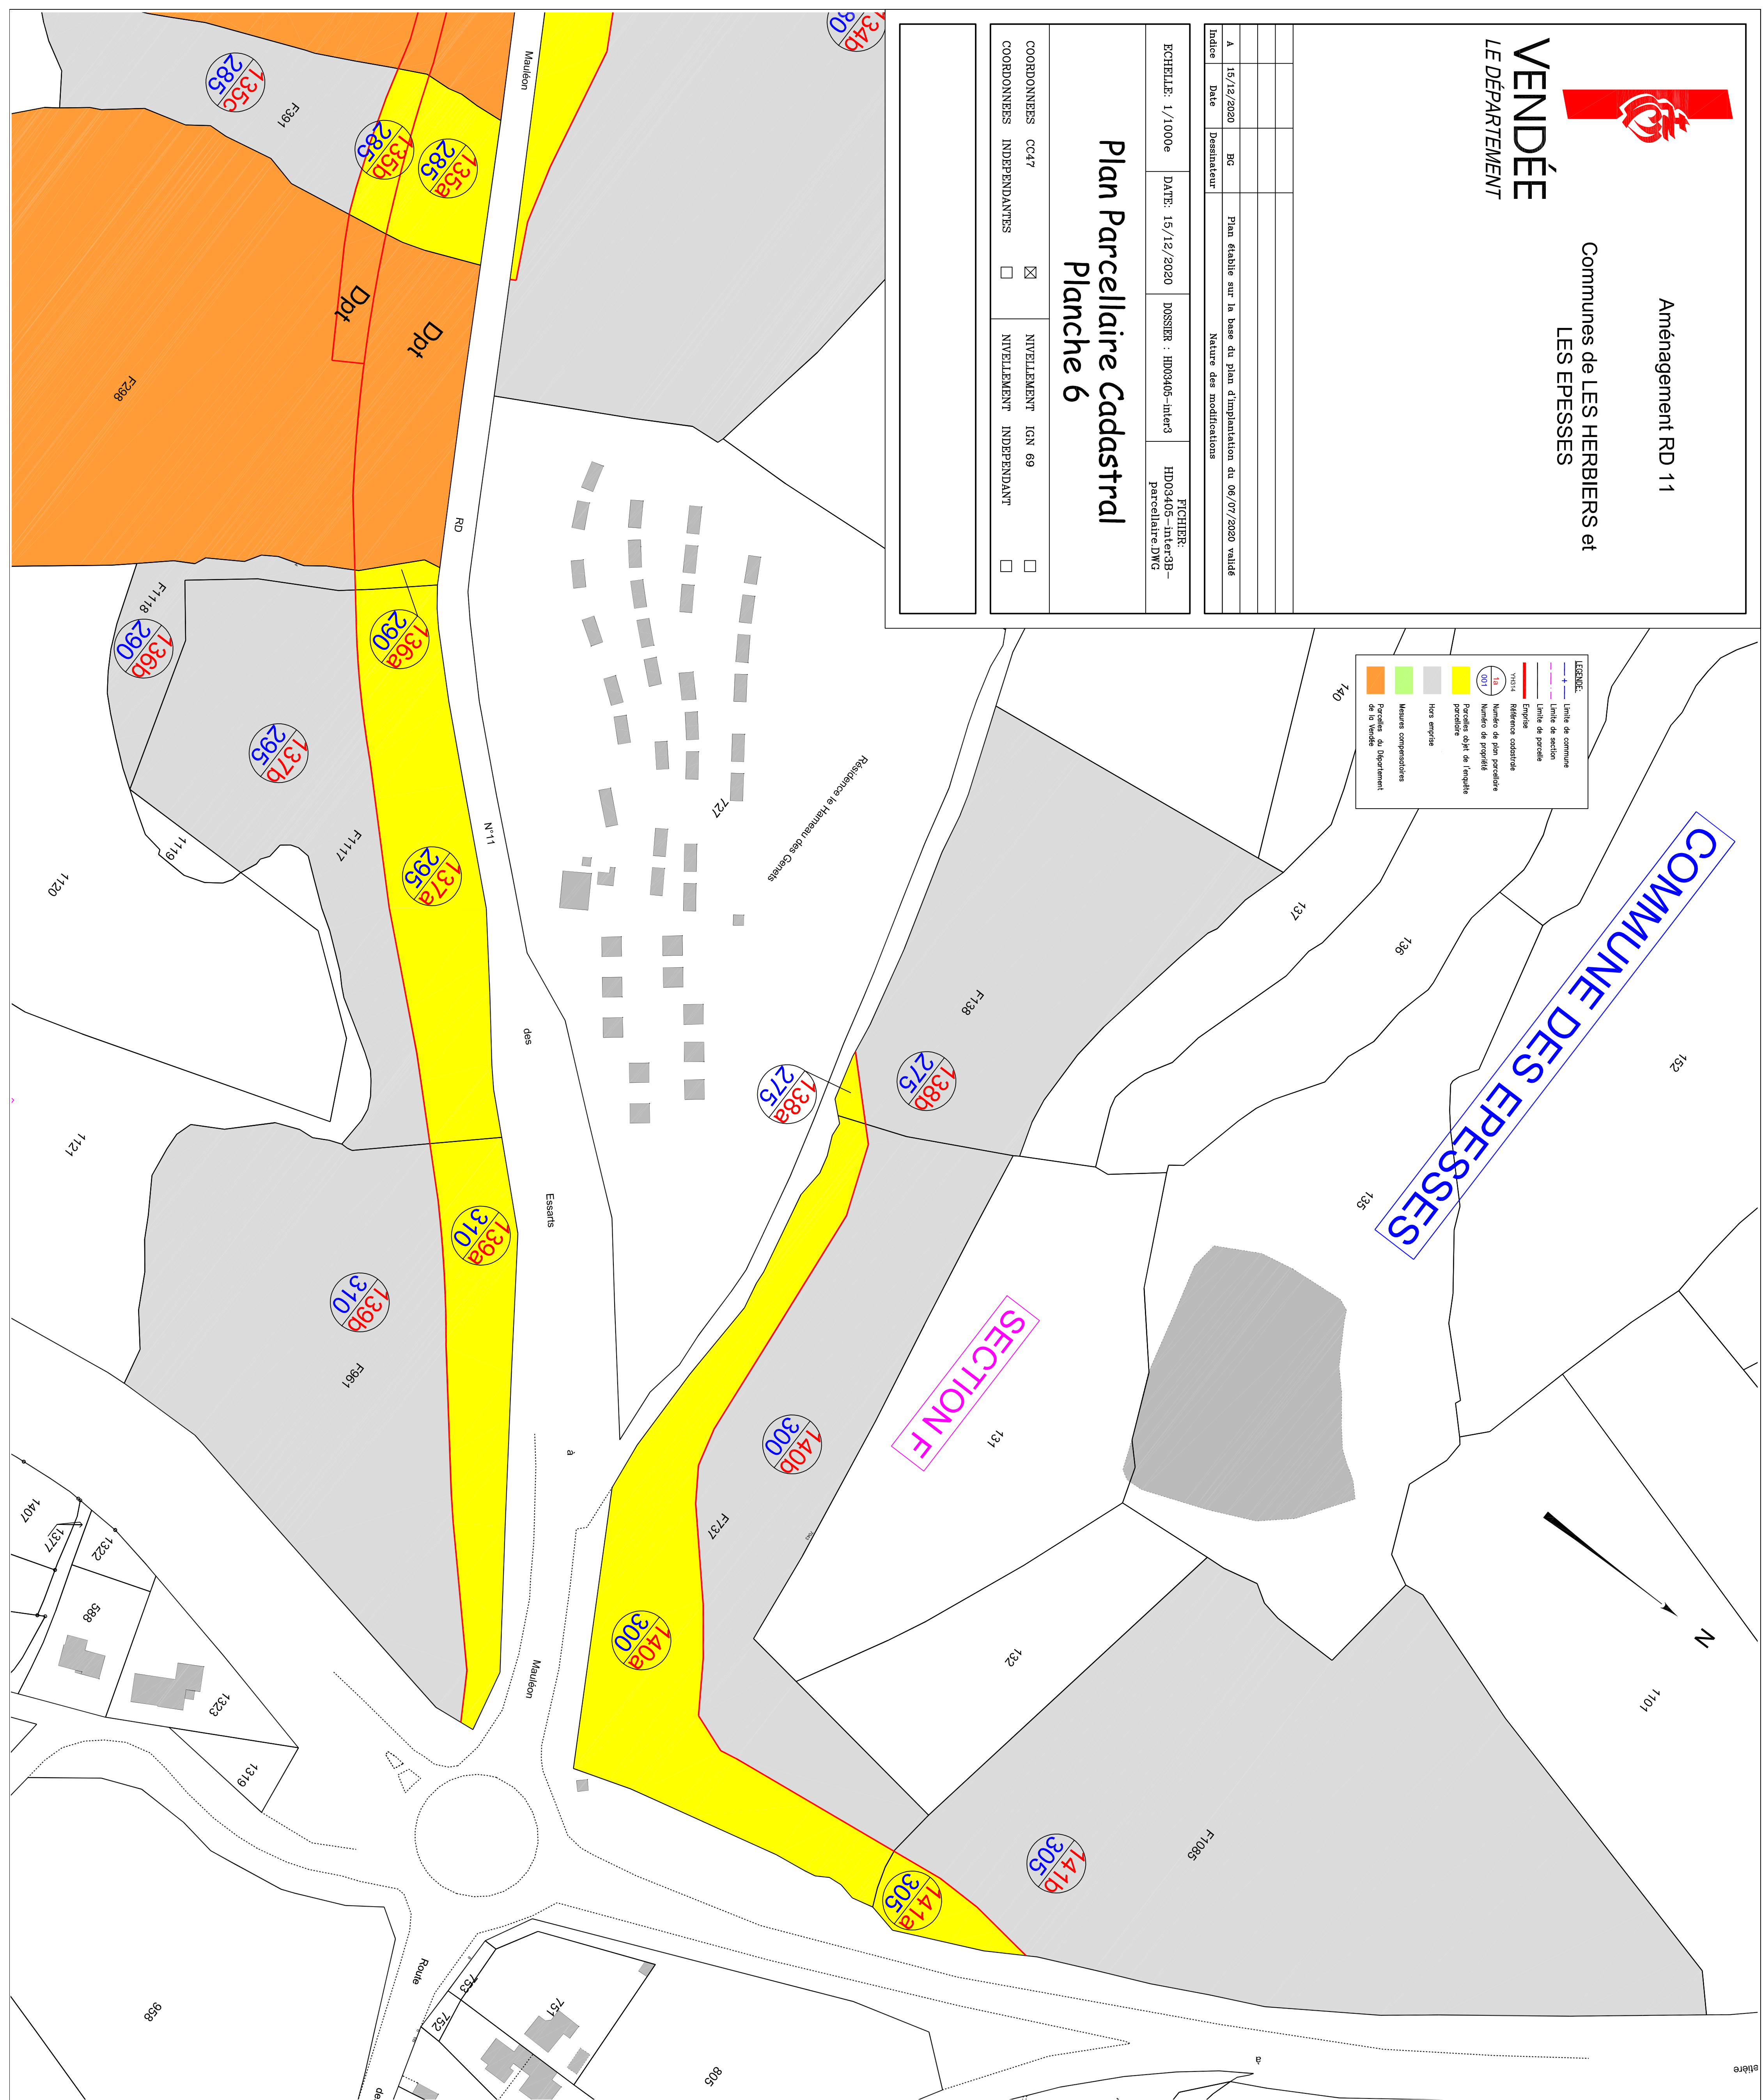 VENDÉE
LE DÉPARTEMENT
Aménagement RD 11
Communes de LES HERBIERS et
LES EPESSES
A
15/12/2020
BG
Plan établie sur la base du plan d'implantation du 06/07/2020 validé
Indice
Date
Dessinateur
Nature des modifications
ECHELLE: 1/1000e
DATE: 15/12/2020
DOSSIER : HD03405-inter3
FICHIER:
HD03405-inter3B-
parcellaire.DWG
Plan Parcellaire Cadastral
Planche 6
COORDONNEES CC47 ☒
NIVELLEMENT IGN 69 ☐
COORDONNEES INDEPENDANTES ☐
NIVELLEMENT INDEPENDANT ☐
LEGENDE:
Limite de commune
Limite de section
Limite de parcelle
Emprise
YH314
Référence cadastrale
1a
001
Numéro de plan parcellaire
Numéro de propriété
Parcelles objet de l'enquête
parcellaire
Hors emprise
Mesures compensatoires
Parcelles du Département
de la Vendée
COMMUNE DES EPESSES
SECTION F
N
152
140
137
136
135
1101
131
132
F138
138b
275
138a
275
F737
140b
300
140a
300
F1085
141b
305
141a
305
134b
Résidence le Hameau des Genets
727
Mauléon
RD
N°11
des
Essarts
à
Mauléon
Route
de
à
135c
285
F391
135b
285
135a
285
Dpt
Dpt
F298
F1118
136b
290
136a
290
137b
295
137a
295
F1117
1119
1120
1121
139a
310
139b
310
F961
1407
1377
1322
588
1323
1319
958
753
752
751
805